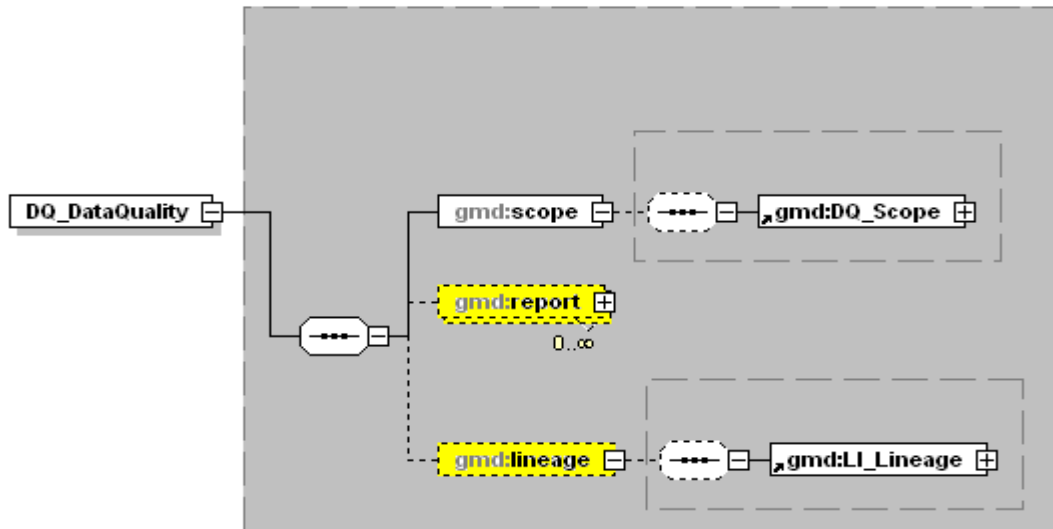 DQ_DataQuality
gmd:scope
gmd:DQ_Scope
gmd:report
0..∞
gmd:lineage
gmd:LI_Lineage